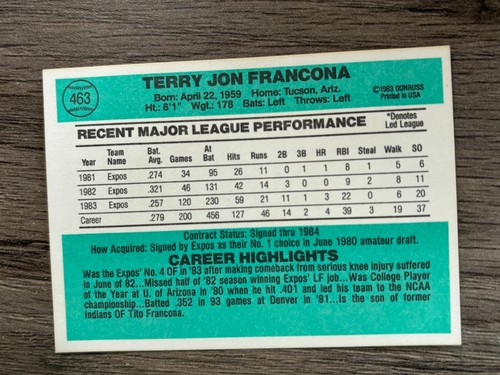 463
TERRY JON FRANCONA
Born: April 22, 1959 Home: Tucson, Ariz.
Ht.: 6'1" Wgt.: 178 Bats: Left Throws: Left
©1983 DONRUSS
Printed in USA
RECENT MAJOR LEAGUE PERFORMANCE
*Denotes
Led League
Year Team Name Bat. Avg. Games At Bat Hits Runs 2B 3B HR RBI Steal Walk SO
1981 Expos .274 34 95 26 11 0 1 1 8 1 5 6
1982 Expos .321 46 131 42 14 3 0 0 9 2 8 11
1983 Expos .257 120 230 59 21 11 1 3 22 0 6 20
Career .279 200 456 127 46 14 2 4 39 3 19 37
Contract Status: Signed thru 1984
How Acquired: Signed by Expos as their No. 1 choice in June 1980 amateur draft.
CAREER HIGHLIGHTS
Was the Expos' No. 4 OF in '83 after making comeback from serious knee injury suffered
in June of 82...Missed half of '82 season winning Expos' LF job...Was College Player
of the Year at U. of Arizona in '80 when he hit .401 and led his team to the NCAA
championship...Batted .352 in 93 games at Denver in '81...Is the son of former
Indians OF Tito Francona.